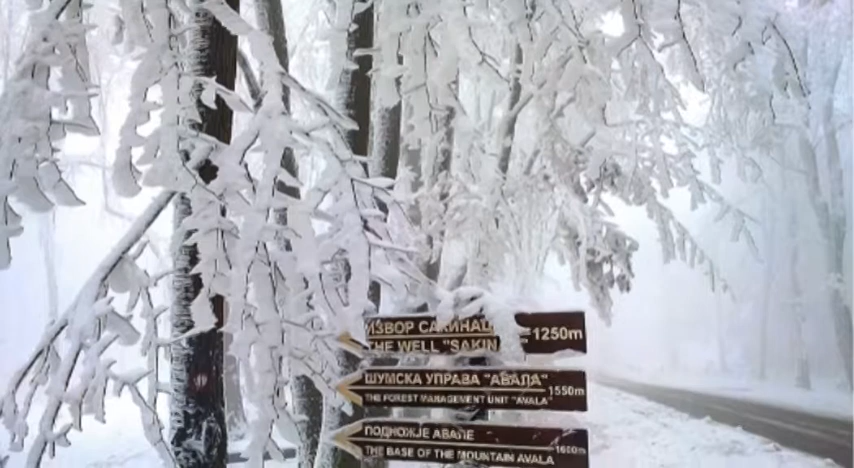 ИЗВОР САКИНАЦ 1250m
THE WELL "SAKIN
ШУМСКА УПРАВА "АВАЛА" 1550m
THE FOREST MANAGEMENT UNIT "AVALA"
ПОДНОЖЈЕ АВАЛЕ 1600m
THE BASE OF THE MOUNTAIN AVALA